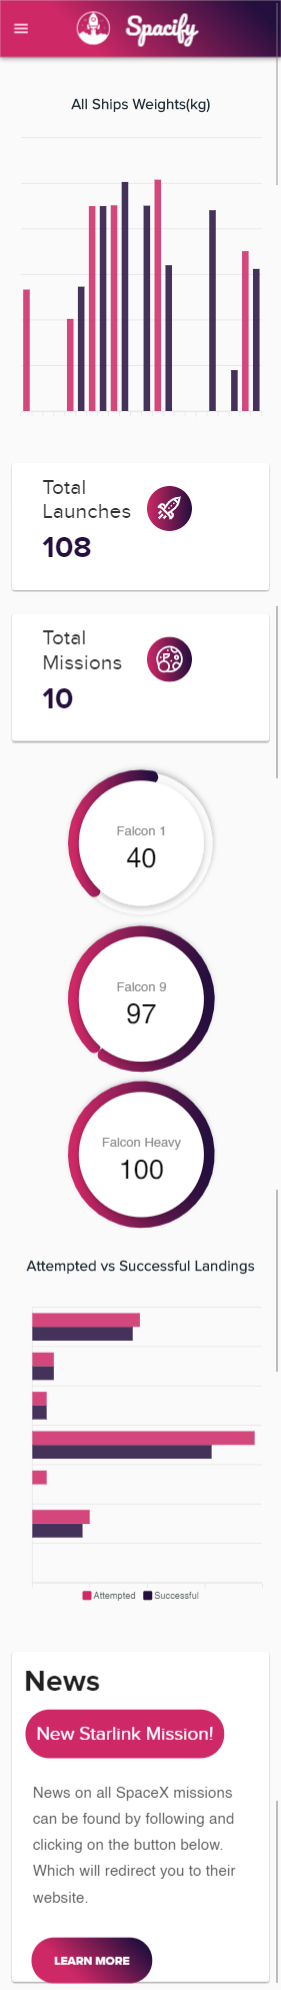 Spacify
All Ships Weights(kg)
Total
Launches
108
Total
Missions
10
Falcon 1
40
Falcon 9
97
Falcon Heavy
100
Attempted vs Successful Landings
Attempted Successful
News
New Starlink Mission!
News on all SpaceX missions
can be found by following and
clicking on the button below.
Which will redirect you to their
website.
LEARN MORE